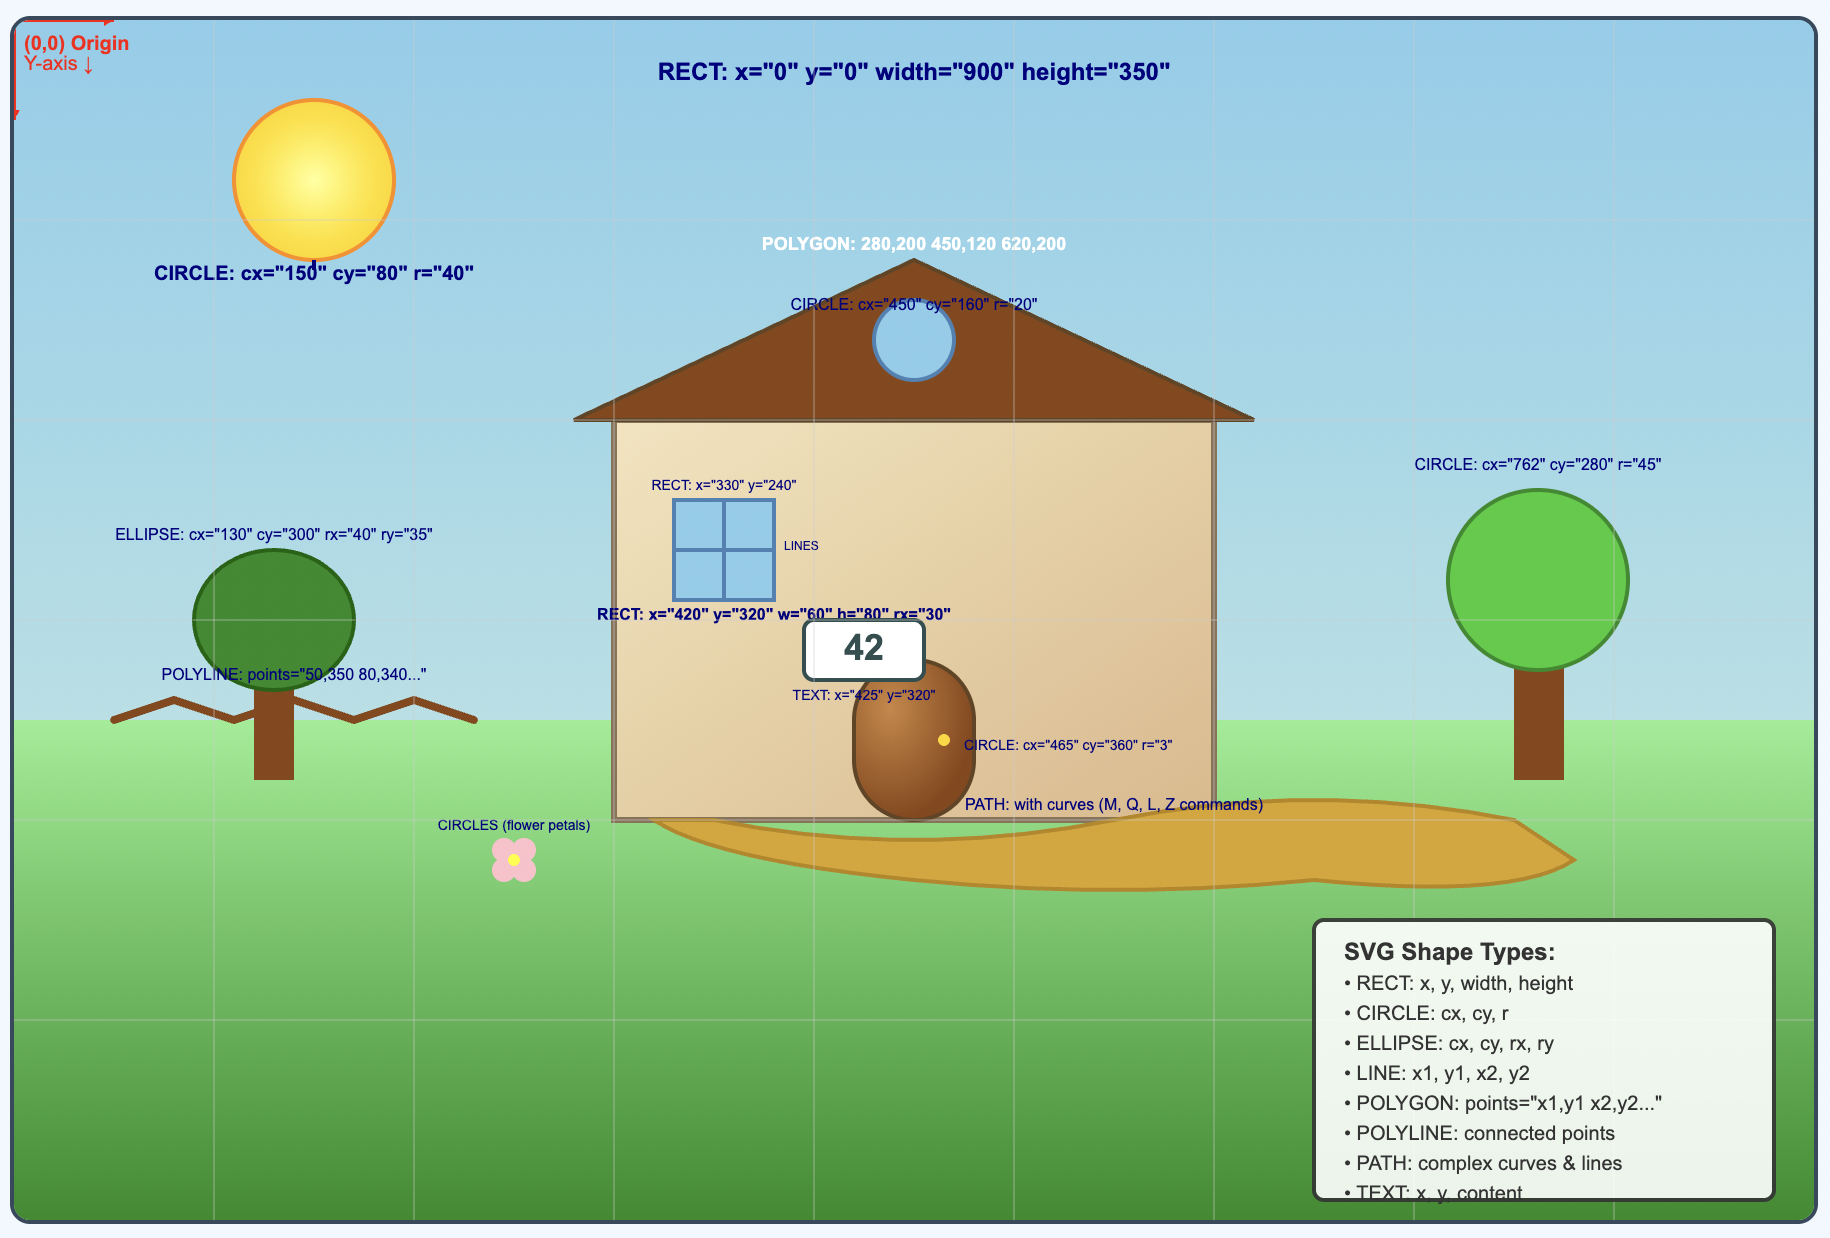 (0,0) Origin
Y-axis ↓
RECT: x="0" y="0" width="900" height="350"
CIRCLE: cx="150" cy="80" r="40"
POLYGON: 280,200 450,120 620,200
CIRCLE: cx="450" cy="160" r="20"
CIRCLE: cx="762" cy="280" r="45"
RECT: x="330" y="240"
ELLIPSE: cx="130" cy="300" rx="40" ry="35"
LINES
RECT: x="420" y="320" w="60" h="80" rx="30"
42
POLYLINE: points="50,350 80,340..."
TEXT: x="425" y="320"
CIRCLE: cx="465" cy="360" r="3"
PATH: with curves (M, Q, L, Z commands)
CIRCLES (flower petals)
SVG Shape Types:
• RECT: x, y, width, height
• CIRCLE: cx, cy, r
• ELLIPSE: cx, cy, rx, ry
• LINE: x1, y1, x2, y2
• POLYGON: points="x1,y1 x2,y2..."
• POLYLINE: connected points
• PATH: complex curves & lines
• TEXT: x, y, content